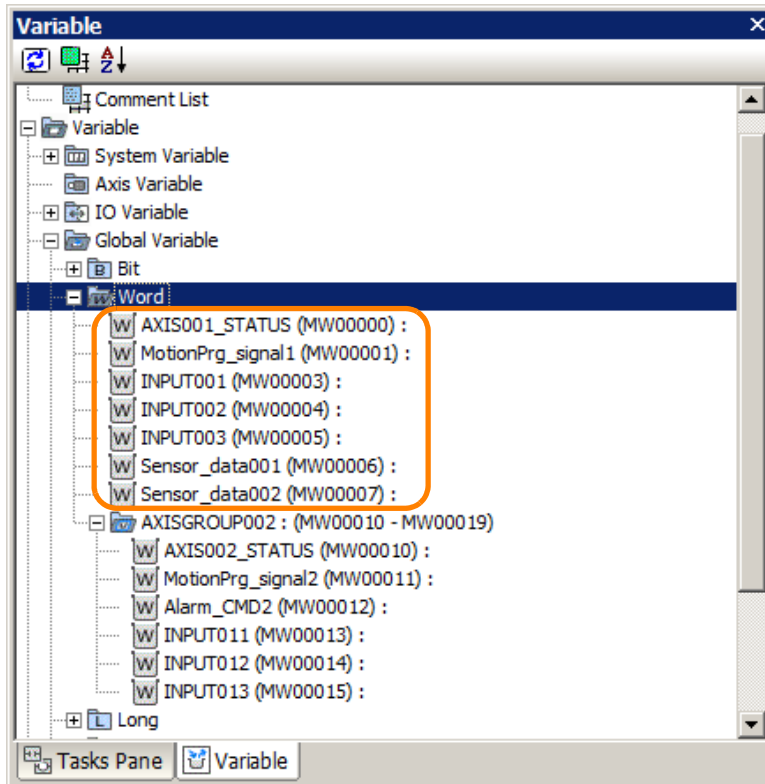 Variable
A
Z
Comment List
Variable
System Variable
Axis Variable
IO Variable
Global Variable
B Bit
W Word
W AXIS001_STATUS (MW00000) :
W MotionPrg_signal1 (MW00001) :
W INPUT001 (MW00003) :
W INPUT002 (MW00004) :
W INPUT003 (MW00005) :
W Sensor_data001 (MW00006) :
W Sensor_data002 (MW00007) :
AXISGROUP002 : (MW00010 - MW00019)
W AXIS002_STATUS (MW00010) :
W MotionPrg_signal2 (MW00011) :
W Alarm_CMD2 (MW00012) :
W INPUT011 (MW00013) :
W INPUT012 (MW00014) :
W INPUT013 (MW00015) :
L Long
Tasks Pane Variable